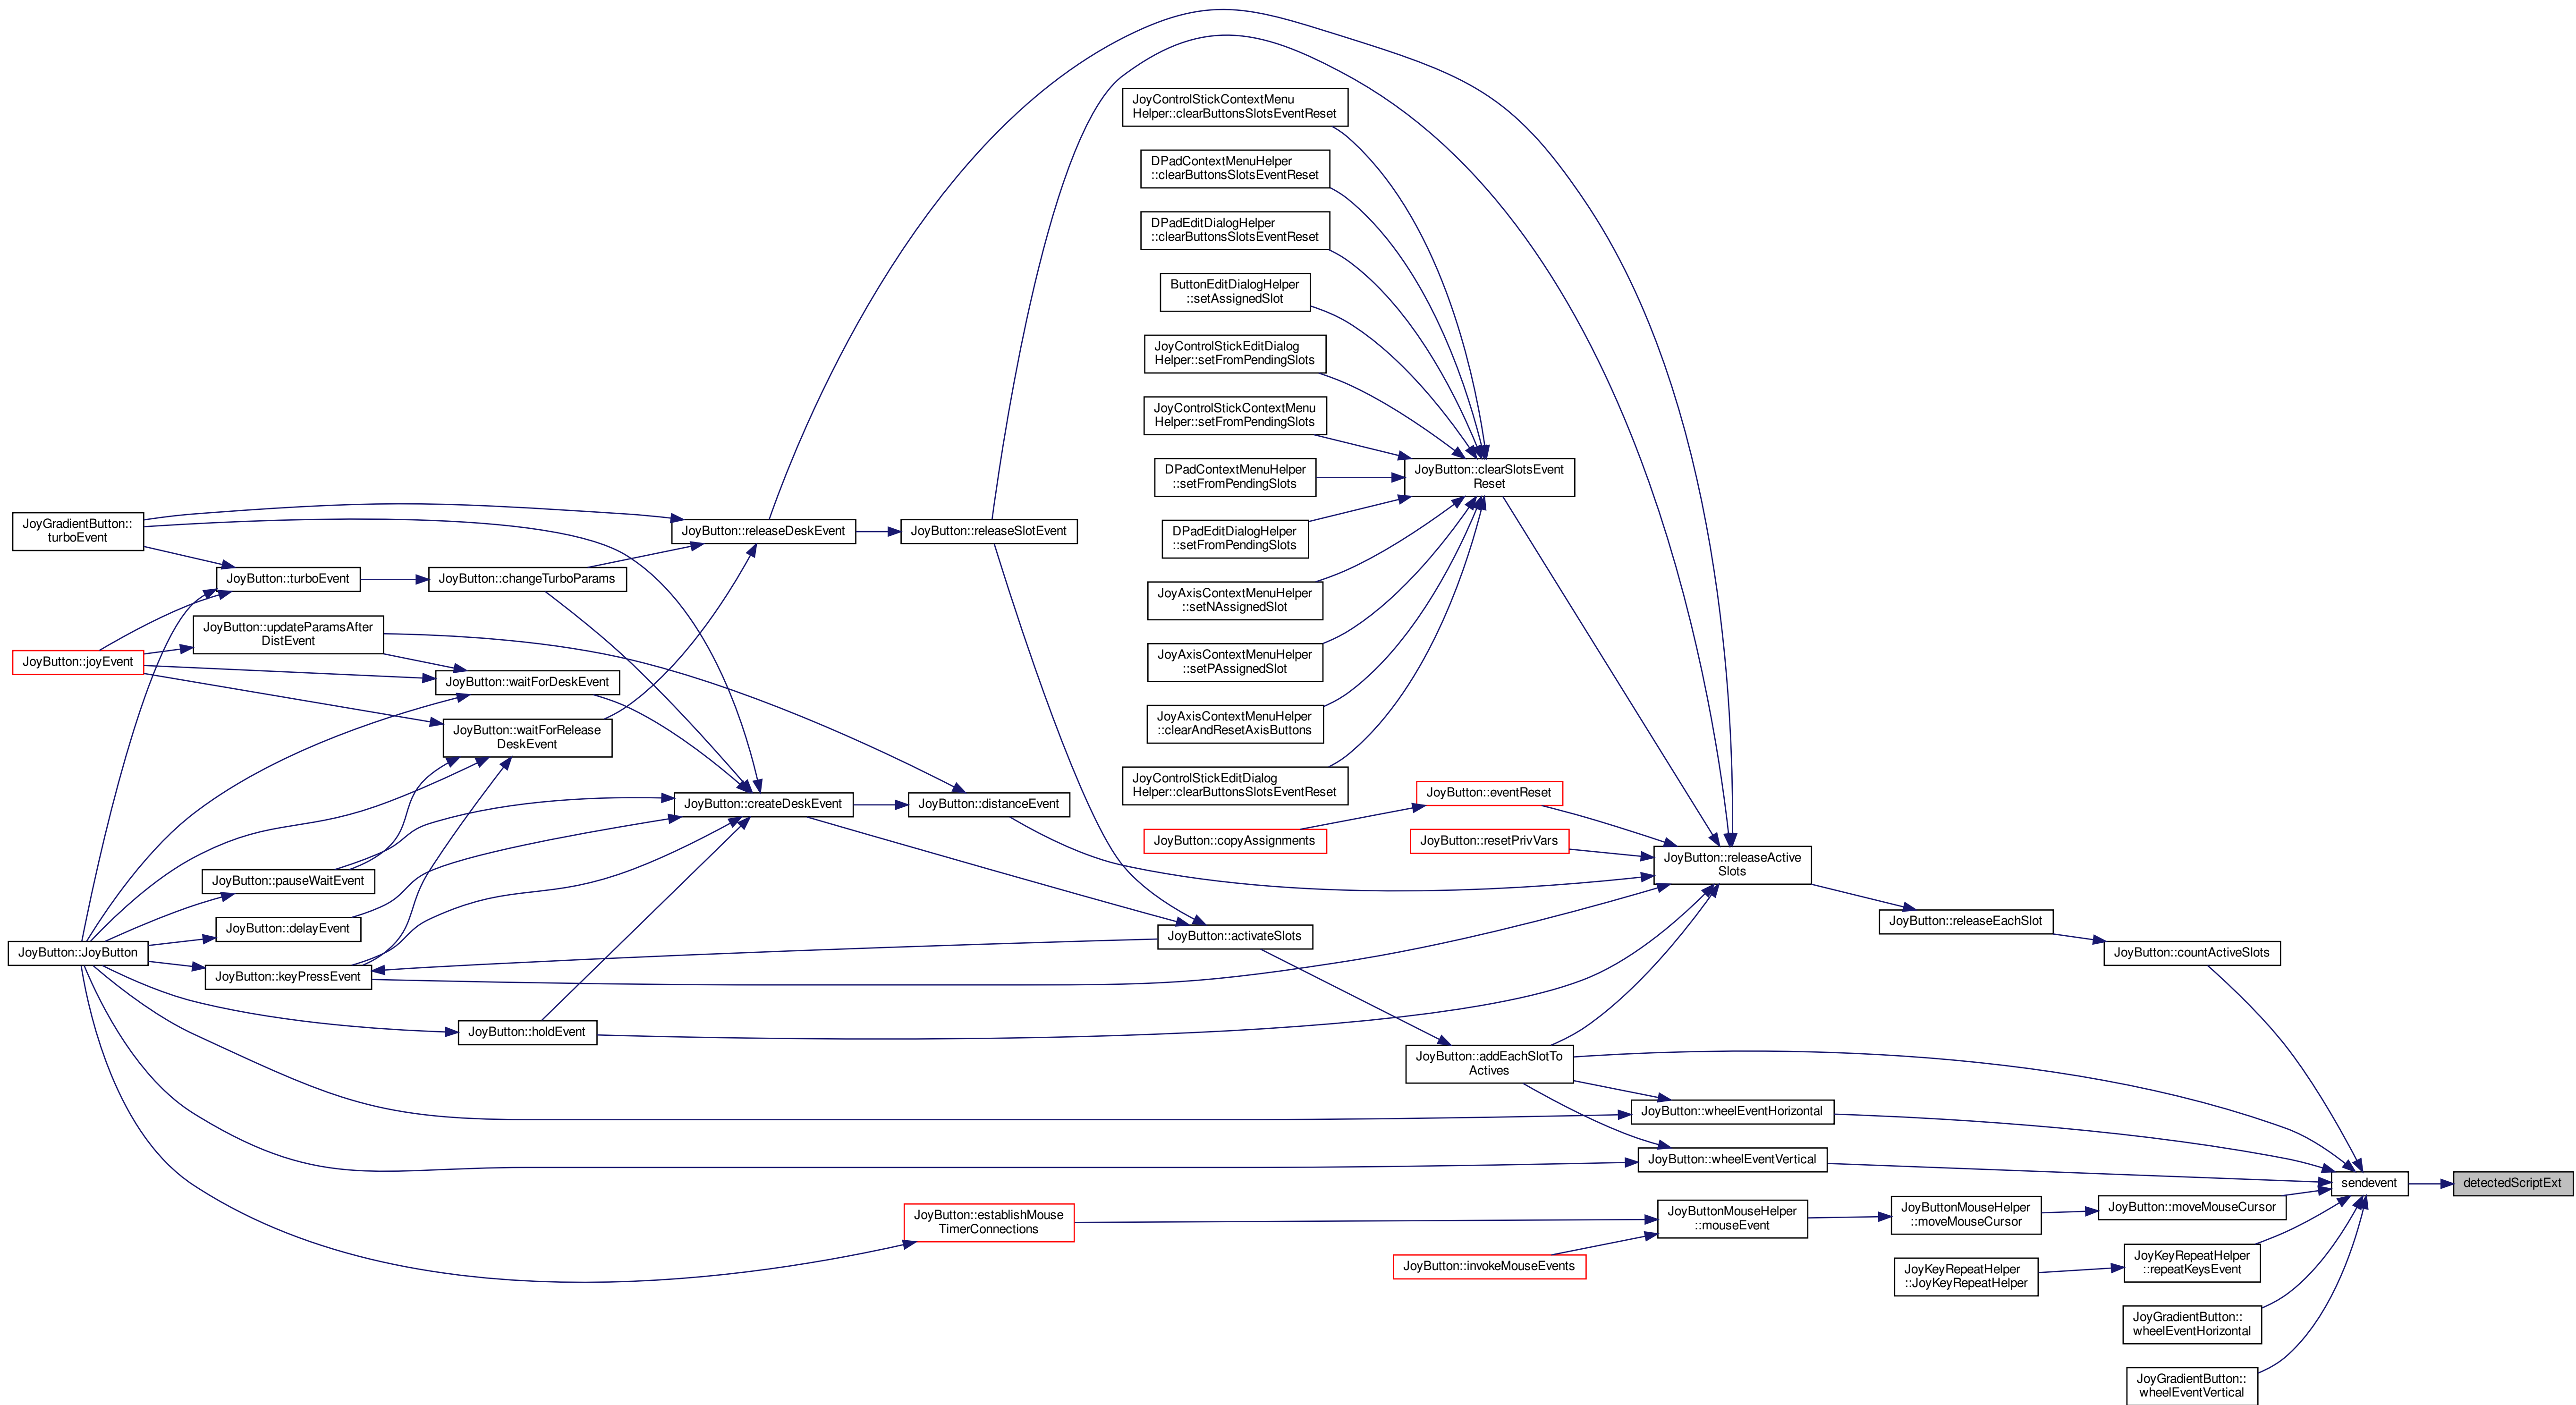 JoyControlStickContextMenu
Helper::clearButtonsSlotsEventReset
DPadContextMenuHelper
::clearButtonsSlotsEventReset
DPadEditDialogHelper
::clearButtonsSlotsEventReset
ButtonEditDialogHelper
::setAssignedSlot
JoyControlStickEditDialog
Helper::setFromPendingSlots
JoyControlStickContextMenu
Helper::setFromPendingSlots
DPadContextMenuHelper
::setFromPendingSlots
DPadEditDialogHelper
::setFromPendingSlots
JoyAxisContextMenuHelper
::setNAssignedSlot
JoyAxisContextMenuHelper
::setPAssignedSlot
JoyAxisContextMenuHelper
::clearAndResetAxisButtons
JoyControlStickEditDialog
Helper::clearButtonsSlotsEventReset
JoyButton::clearSlotsEvent
Reset
JoyGradientButton::
turboEvent
JoyButton::releaseDeskEvent
JoyButton::releaseSlotEvent
JoyButton::turboEvent
JoyButton::changeTurboParams
JoyButton::updateParamsAfter
DistEvent
JoyButton::joyEvent
JoyButton::waitForDeskEvent
JoyButton::waitForRelease
DeskEvent
JoyButton::createDeskEvent
JoyButton::distanceEvent
JoyButton::eventReset
JoyButton::copyAssignments
JoyButton::resetPrivVars
JoyButton::releaseActive
Slots
JoyButton::pauseWaitEvent
JoyButton::delayEvent
JoyButton::JoyButton
JoyButton::keyPressEvent
JoyButton::activateSlots
JoyButton::releaseEachSlot
JoyButton::countActiveSlots
JoyButton::holdEvent
JoyButton::addEachSlotTo
Actives
JoyButton::wheelEventHorizontal
JoyButton::wheelEventVertical
sendevent
detectedScriptExt
JoyButton::establishMouse
TimerConnections
JoyButtonMouseHelper
::mouseEvent
JoyButtonMouseHelper
::moveMouseCursor
JoyButton::moveMouseCursor
JoyButton::invokeMouseEvents
JoyKeyRepeatHelper
::JoyKeyRepeatHelper
JoyKeyRepeatHelper
::repeatKeysEvent
JoyGradientButton::
wheelEventHorizontal
JoyGradientButton::
wheelEventVertical